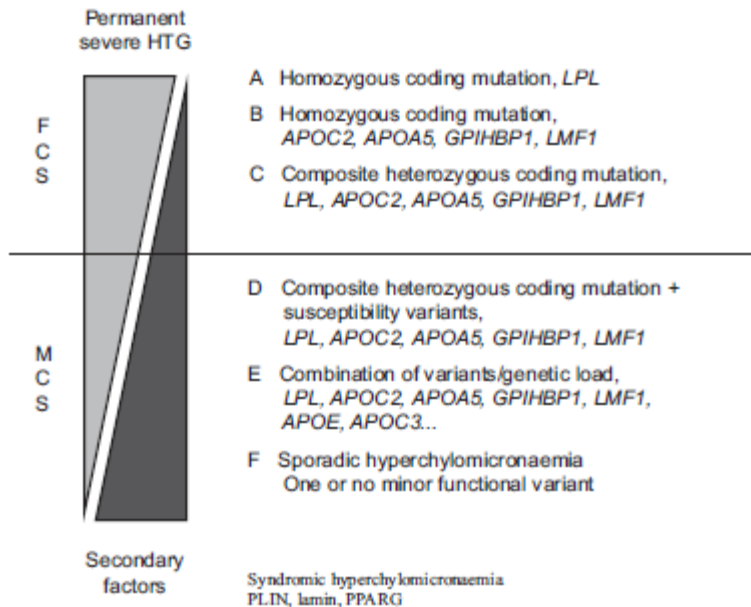 Permanent
severe HTG
F
C
S
A Homozygous coding mutation, LPL
B Homozygous coding mutation,
APOC2, APOA5, GPIHBP1, LMF1
C Composite heterozygous coding mutation,
LPL, APOC2, APOA5, GPIHBP1, LMF1
M
C
S
D Composite heterozygous coding mutation +
susceptibility variants,
LPL, APOC2, APOA5, GPIHBP1, LMF1
E Combination of variants/genetic load,
LPL, APOC2, APOA5, GPIHBP1, LMF1,
APOE, APOC3...
F Sporadic hyperchylomicronaemia
One or no minor functional variant
Secondary
factors
Syndromic hyperchylomicronaemia
PLIN, lamin, PPARG